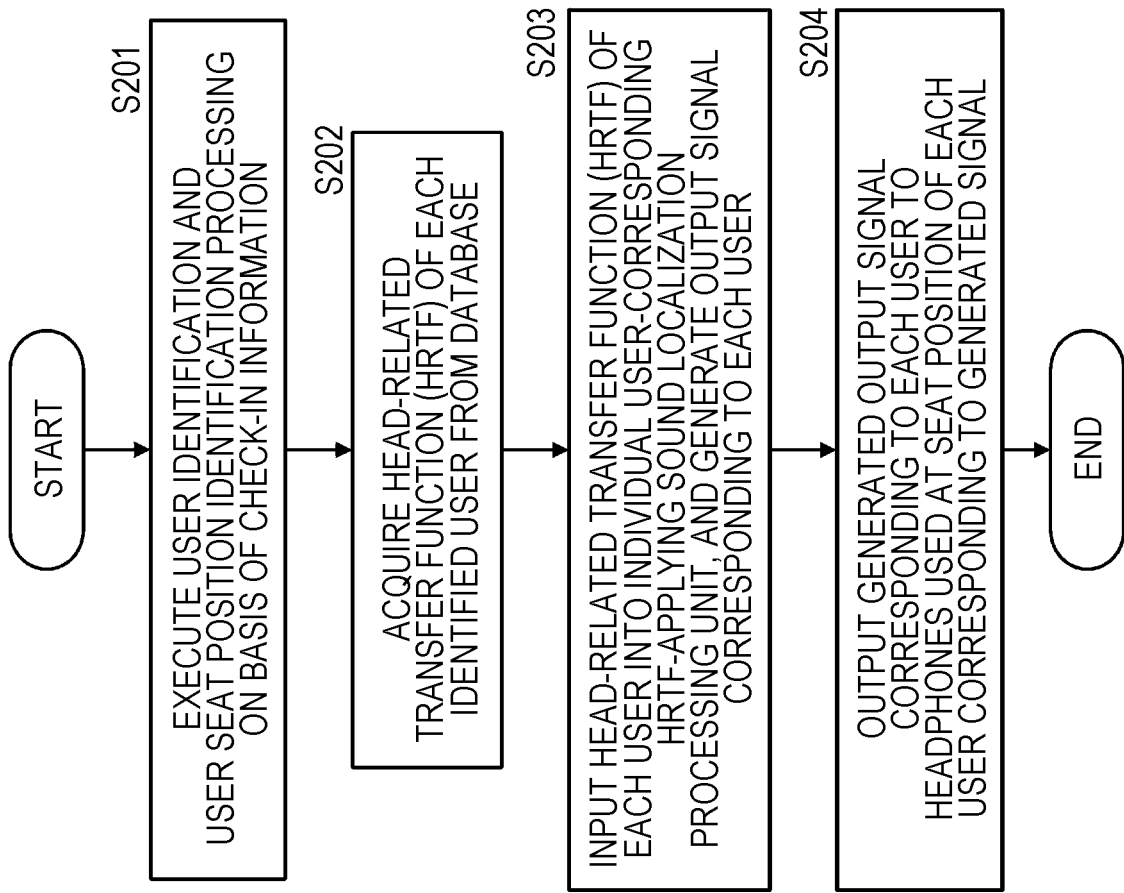 START
S201
EXECUTE USER IDENTIFICATION AND
USER SEAT POSITION IDENTIFICATION PROCESSING
ON BASIS OF CHECK-IN INFORMATION
S202
ACQUIRE HEAD-RELATED
TRANSFER FUNCTION (HRTF) OF EACH
IDENTIFIED USER FROM DATABASE
S203
INPUT HEAD-RELATED TRANSFER FUNCTION (HRTF) OF
EACH USER INTO INDIVIDUAL USER-CORRESPONDING
HRTF-APPLYING SOUND LOCALIZATION
PROCESSING UNIT, AND GENERATE OUTPUT SIGNAL
CORRESPONDING TO EACH USER
S204
OUTPUT GENERATED OUTPUT SIGNAL
CORRESPONDING TO EACH USER TO
HEADPHONES USED AT SEAT POSITION OF EACH
USER CORRESPONDING TO GENERATED SIGNAL
END